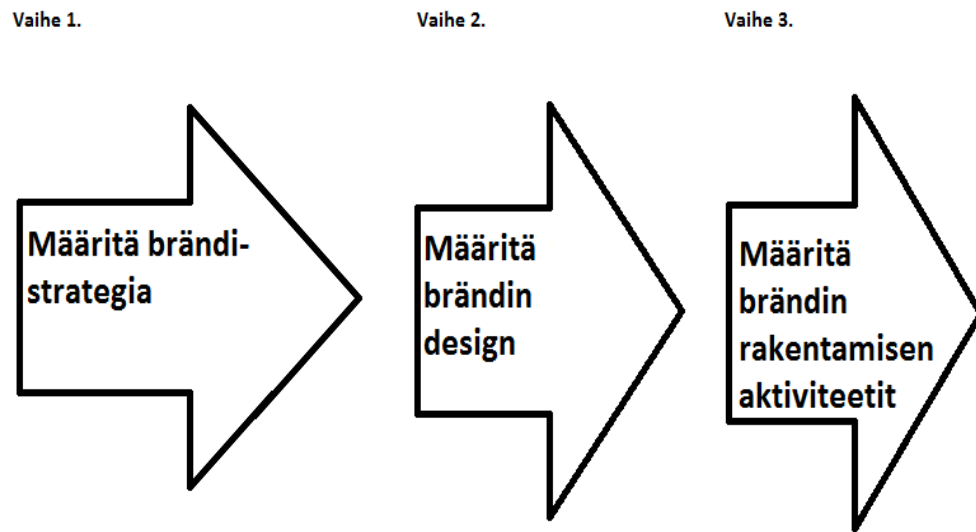 Vaihe 1.
Vaihe 2.
Vaihe 3.
Määritä brändi-
strategia
Määritä
brändin
design
Määritä
brändin
rakentamisen
aktiviteetit